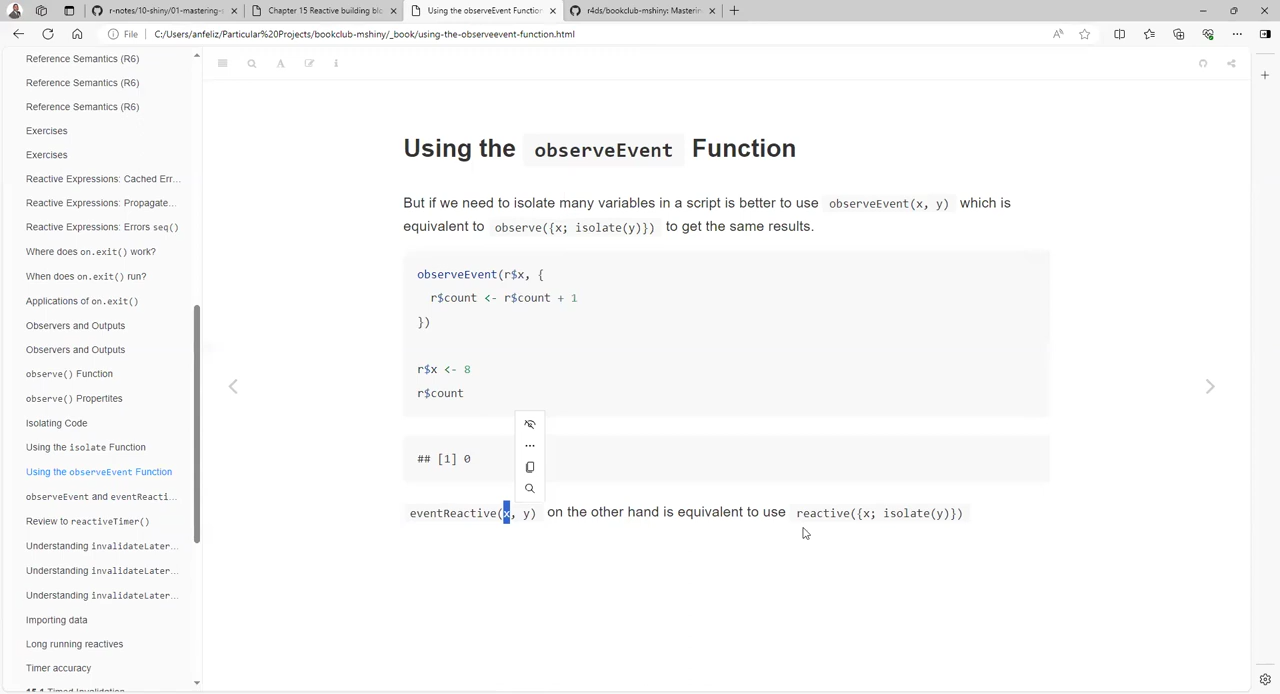 r-notes/10-shiny/01-mastering-s
Chapter 15 Reactive building blo
Using the observeEvent Function
r4ds/bookclub-mshiny: Masterin
File
C:/Users/anfeliz/Particular%20Projects/bookclub-mshiny/_book/using-the-observeevent-function.html
Reference Semantics (R6)
Reference Semantics (R6)
Reference Semantics (R6)
Exercises
Exercises
Reactive Expressions: Cached Err...
Reactive Expressions: Propagate...
Reactive Expressions: Errors seq()
Where does on.exit() work?
When does on.exit() run?
Applications of on.exit()
Observers and Outputs
Observers and Outputs
observe() Function
observe() Propertites
Isolating Code
Using the isolate Function
Using the observeEvent Function
observeEvent and eventReacti...
Review to reactiveTimer()
Understanding invalidateLater...
Understanding invalidateLater...
Understanding invalidateLater...
Importing data
Long running reactives
Timer accuracy
15.1 Timed Invalidation
Using the observeEvent Function
But if we need to isolate many variables in a script is better to use observeEvent(x, y) which is
equivalent to observe({x; isolate(y)}) to get the same results.
observeEvent(r$x, {
r$count <- r$count + 1
})
r$x <- 8
r$count
## [1] 0
eventReactive(x, y) on the other hand is equivalent to use reactive({x; isolate(y)})